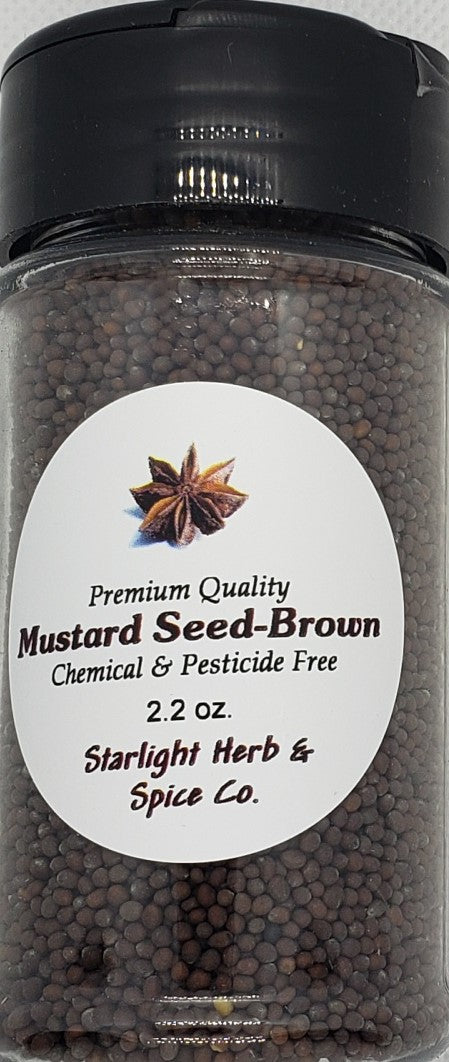 Premium Quality
Mustard Seed-Brown
Chemical & Pesticide Free
2.2 oz.
Starlight Herb &
Spice Co.